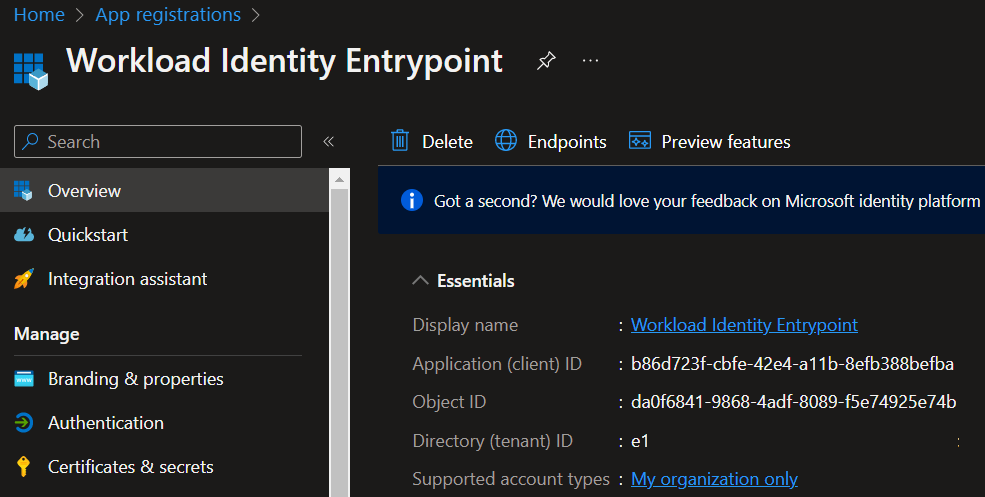 Home > App registrations >
Workload Identity Entrypoint
Search
Overview
Quickstart
Integration assistant
Manage
Branding & properties
Authentication
Certificates & secrets
Delete Endpoints Preview features
Got a second? We would love your feedback on Microsoft identity platform
Essentials
Display name : Workload Identity Entrypoint
Application (client) ID : b86d723f-cbfe-42e4-a11b-8efb388befba
Object ID : da0f6841-9868-4adf-8089-f5e74925e74b
Directory (tenant) ID : e1
Supported account types : My organization only